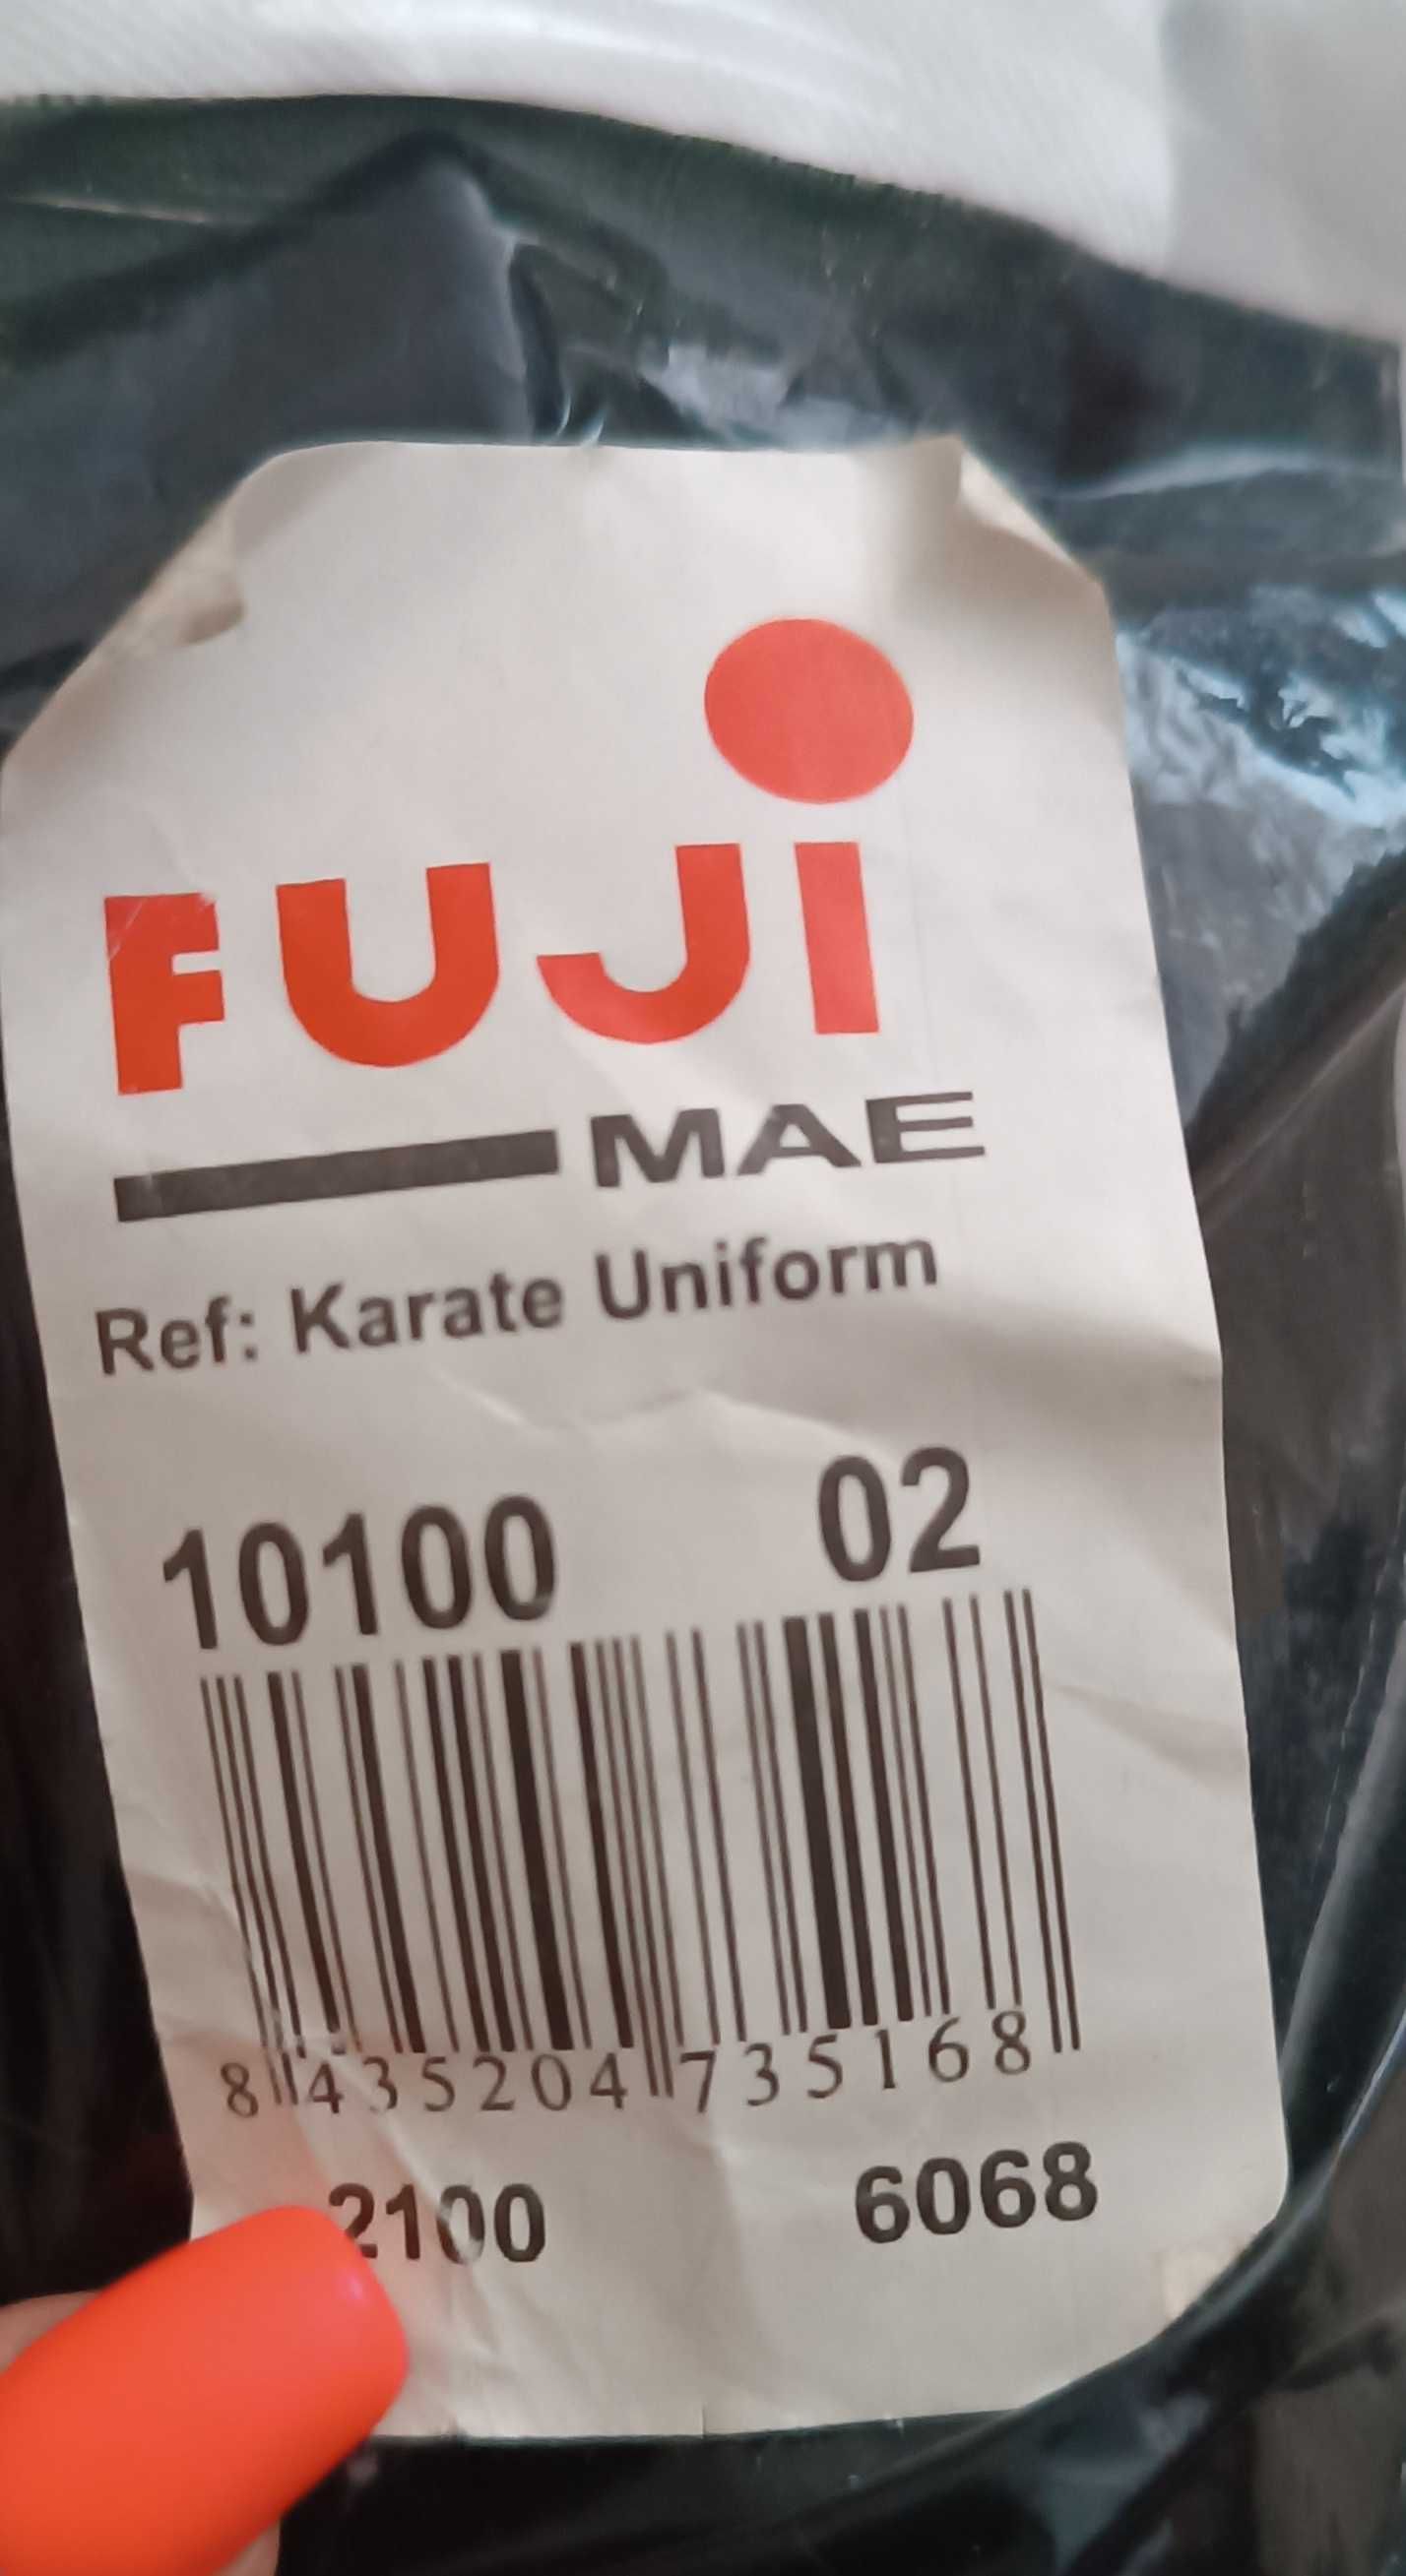 FUJi
MAE
Ref: Karate Uniform
10100 02
8 435204 735168
2100 6068